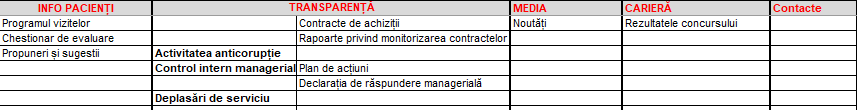 INFO PACIENȚI TRANSPARENȚĂ MEDIA CARIERĂ Contacte
Programul vizitelor Contracte de achiziții Noutăți Rezultatele concursului
Chestionar de evaluare Rapoarte privind monitorizarea contractelor
Propuneri și sugestii Activitatea anticorupție
Control intern managerial Plan de acțiuni
Declarația de răspundere managerială
Deplasări de serviciu